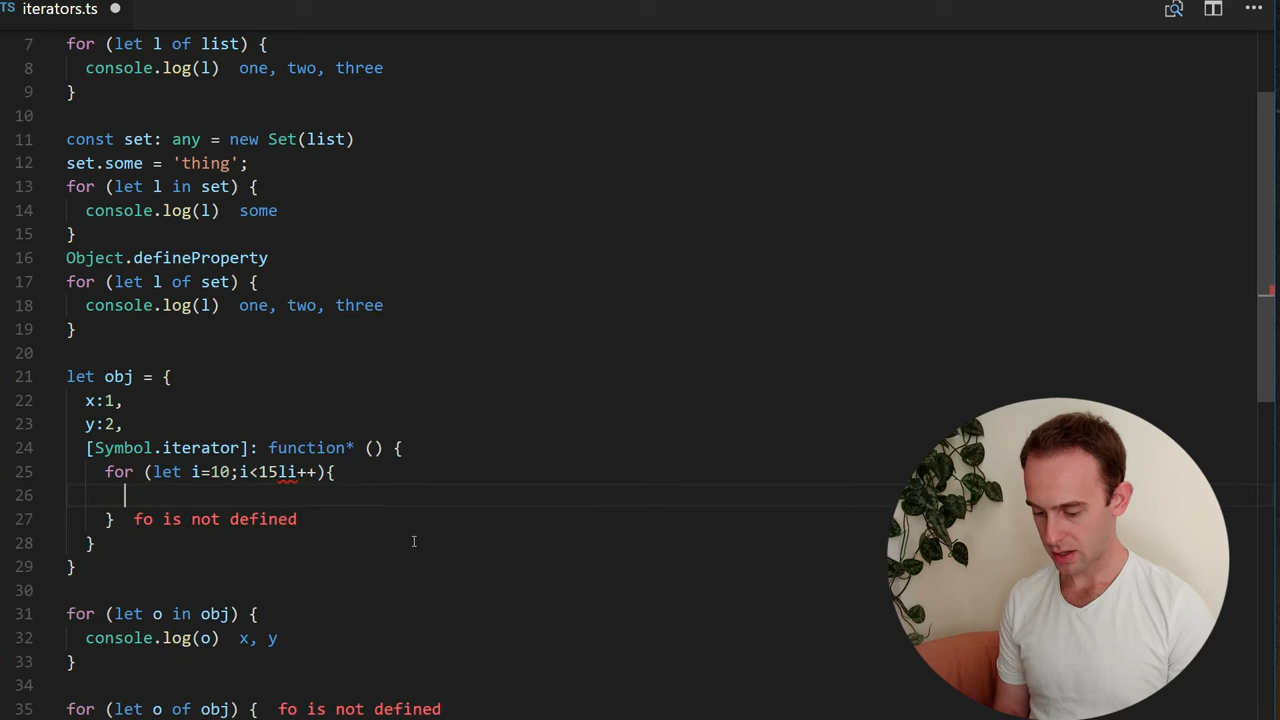 TS iterators.ts
7 for (let l of list) {
8 console.log(l) one, two, three
9 }
10
11 const set: any = new Set(list)
12 set.some = 'thing';
13 for (let l in set) {
14 console.log(l) some
15 }
16 Object.defineProperty
17 for (let l of set) {
18 console.log(l) one, two, three
19 }
20
21 let obj = {
22 x:1,
23 y:2,
24 [Symbol.iterator]: function* () {
25 for (let i=10;i<15li++){
26
27 } fo is not defined
28 }
29 }
30
31 for (let o in obj) {
32 console.log(o) x, y
33 }
34
35 for (let o of obj) { fo is not defined